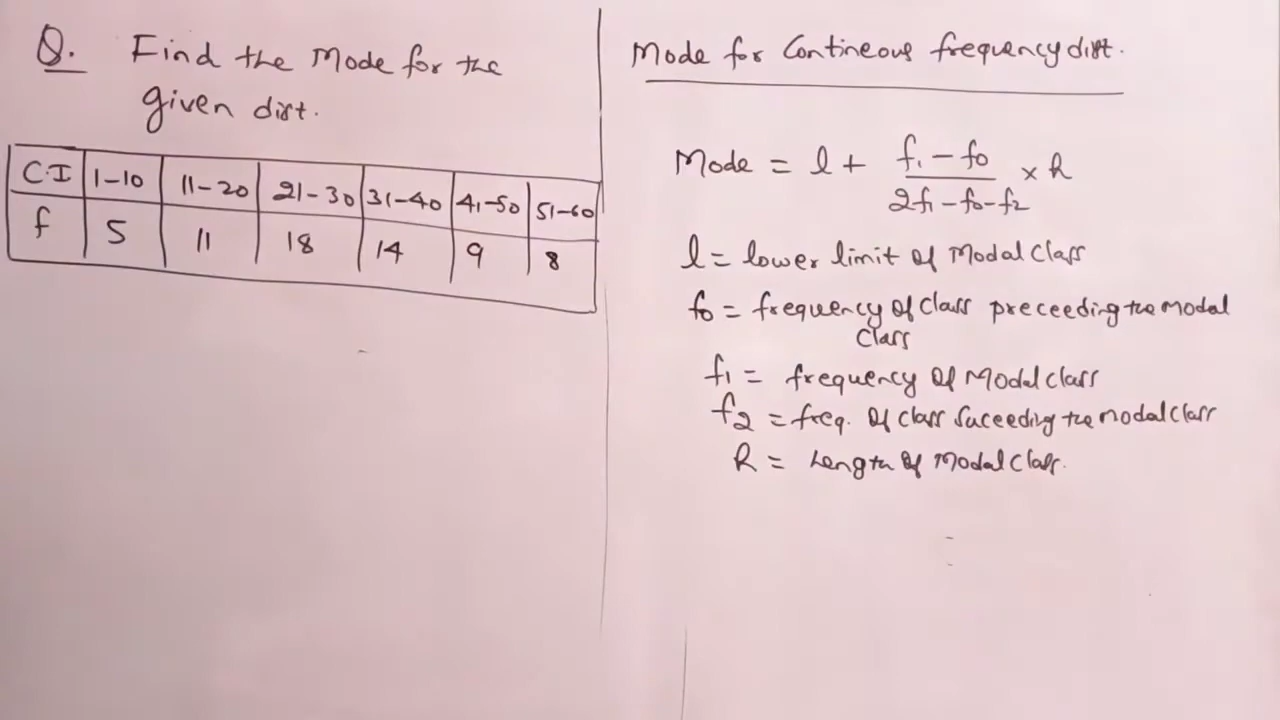 Q. Find the Mode for the
given dist.
C.I 1-10 11-20 21-30 31-40 41-50 51-60
f 5 11 18 14 9 8
Mode for Contineous frequency dist.
Mode = l + f₁ - f₀ / 2f₁ - f₀ - f₂ × h
l = lower limit of Modal Class
f₀ = frequency of Class preceeding the modal
Class
f₁ = frequency of Modal class
f₂ = freq. of class suceeding the modal class
h = Length of Modal Class.